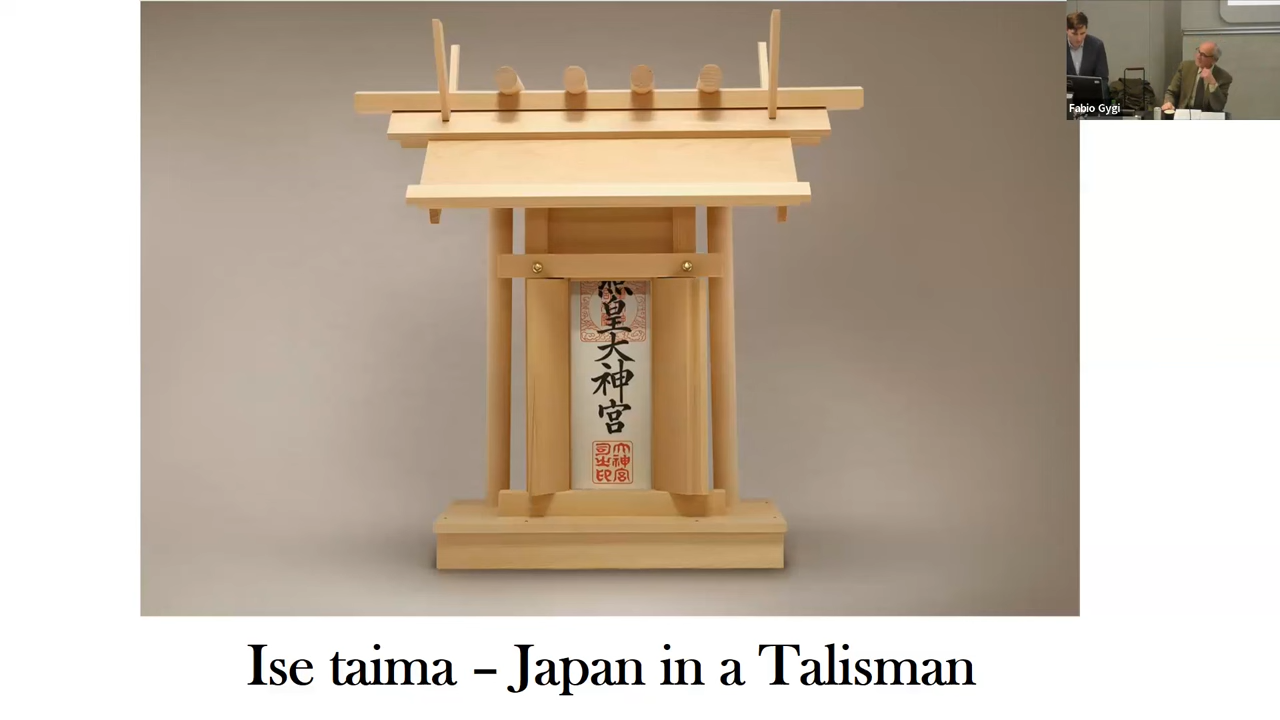 Fabio Gygi
皇大神宮
Ise taima – Japan in a Talisman